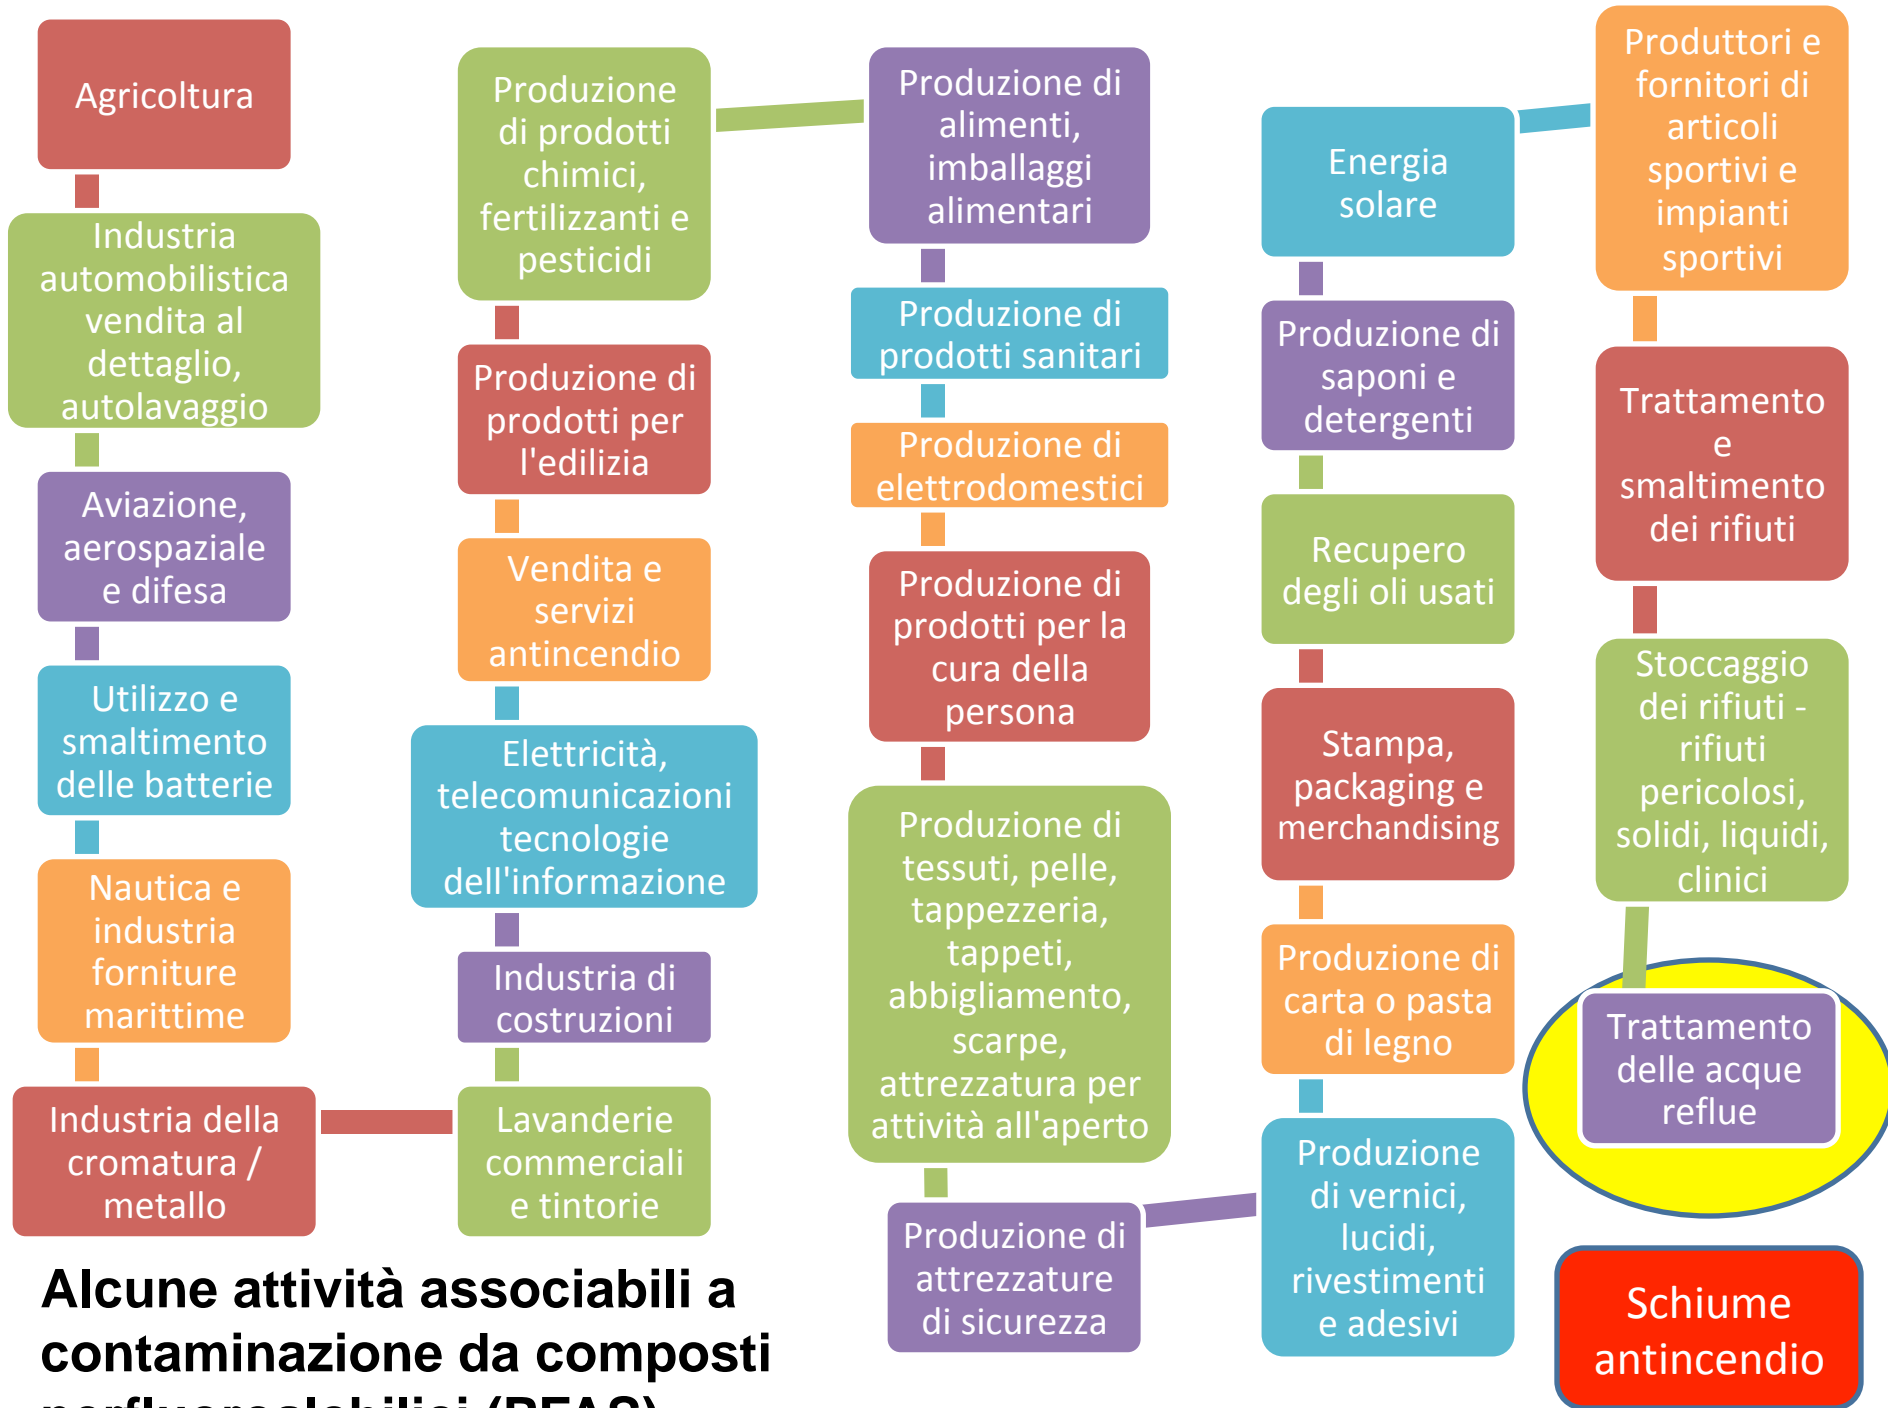 Agricoltura
Industria
automobilistica
vendita al
dettaglio,
autolavaggio
Aviazione,
aerospaziale
e difesa
Utilizzo e
smaltimento
delle batterie
Nautica e
industria
forniture
marittime
Industria della
cromatura /
metallo
Lavanderie
commerciali
e tintorie
Industria di
costruzioni
Elettricità,
telecomunicazioni
tecnologie
dell'informazione
Vendita e
servizi
antincendio
Produzione di
prodotti per
l'edilizia
Produzione
di prodotti
chimici,
fertilizzanti e
pesticidi
Produzione di
alimenti,
imballaggi
alimentari
Produzione di
prodotti sanitari
Produzione di
elettrodomestici
Produzione di
prodotti per la
cura della
persona
Produzione di
tessuti, pelle,
tappezzeria,
tappeti,
abbigliamento,
scarpe,
attrezzatura per
attività all'aperto
Produzione di
attrezzature
di sicurezza
Produzione
di vernici,
lucidi,
rivestimenti
e adesivi
Produzione di
carta o pasta
di legno
Stampa,
packaging e
merchandising
Recupero
degli oli usati
Produzione di
saponi e
detergenti
Energia
solare
Produttori e
fornitori di
articoli
sportivi e
impianti
sportivi
Trattamento
e
smaltimento
dei rifiuti
Stoccaggio
dei rifiuti -
rifiuti
pericolosi,
solidi, liquidi,
clinici
Trattamento
delle acque
reflue
Schiume
antincendio
Alcune attività associabili a
contaminazione da composti
(PFAS)